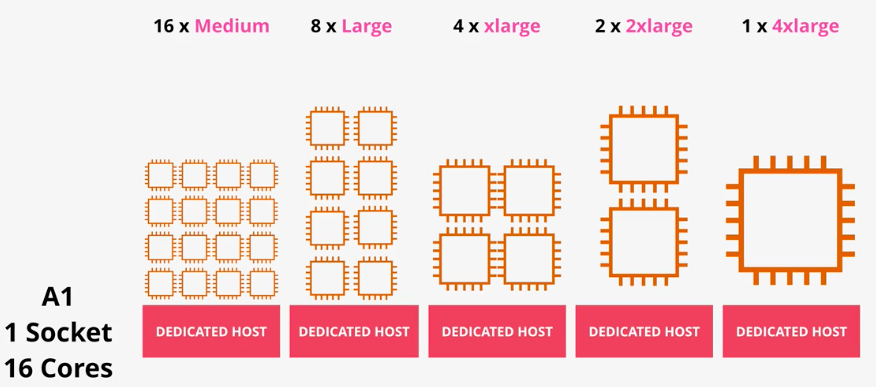 16 x Medium
8 x Large
4 x xlarge
2 x 2xlarge
1 x 4xlarge
A1
1 Socket
16 Cores
DEDICATED HOST
DEDICATED HOST
DEDICATED HOST
DEDICATED HOST
DEDICATED HOST